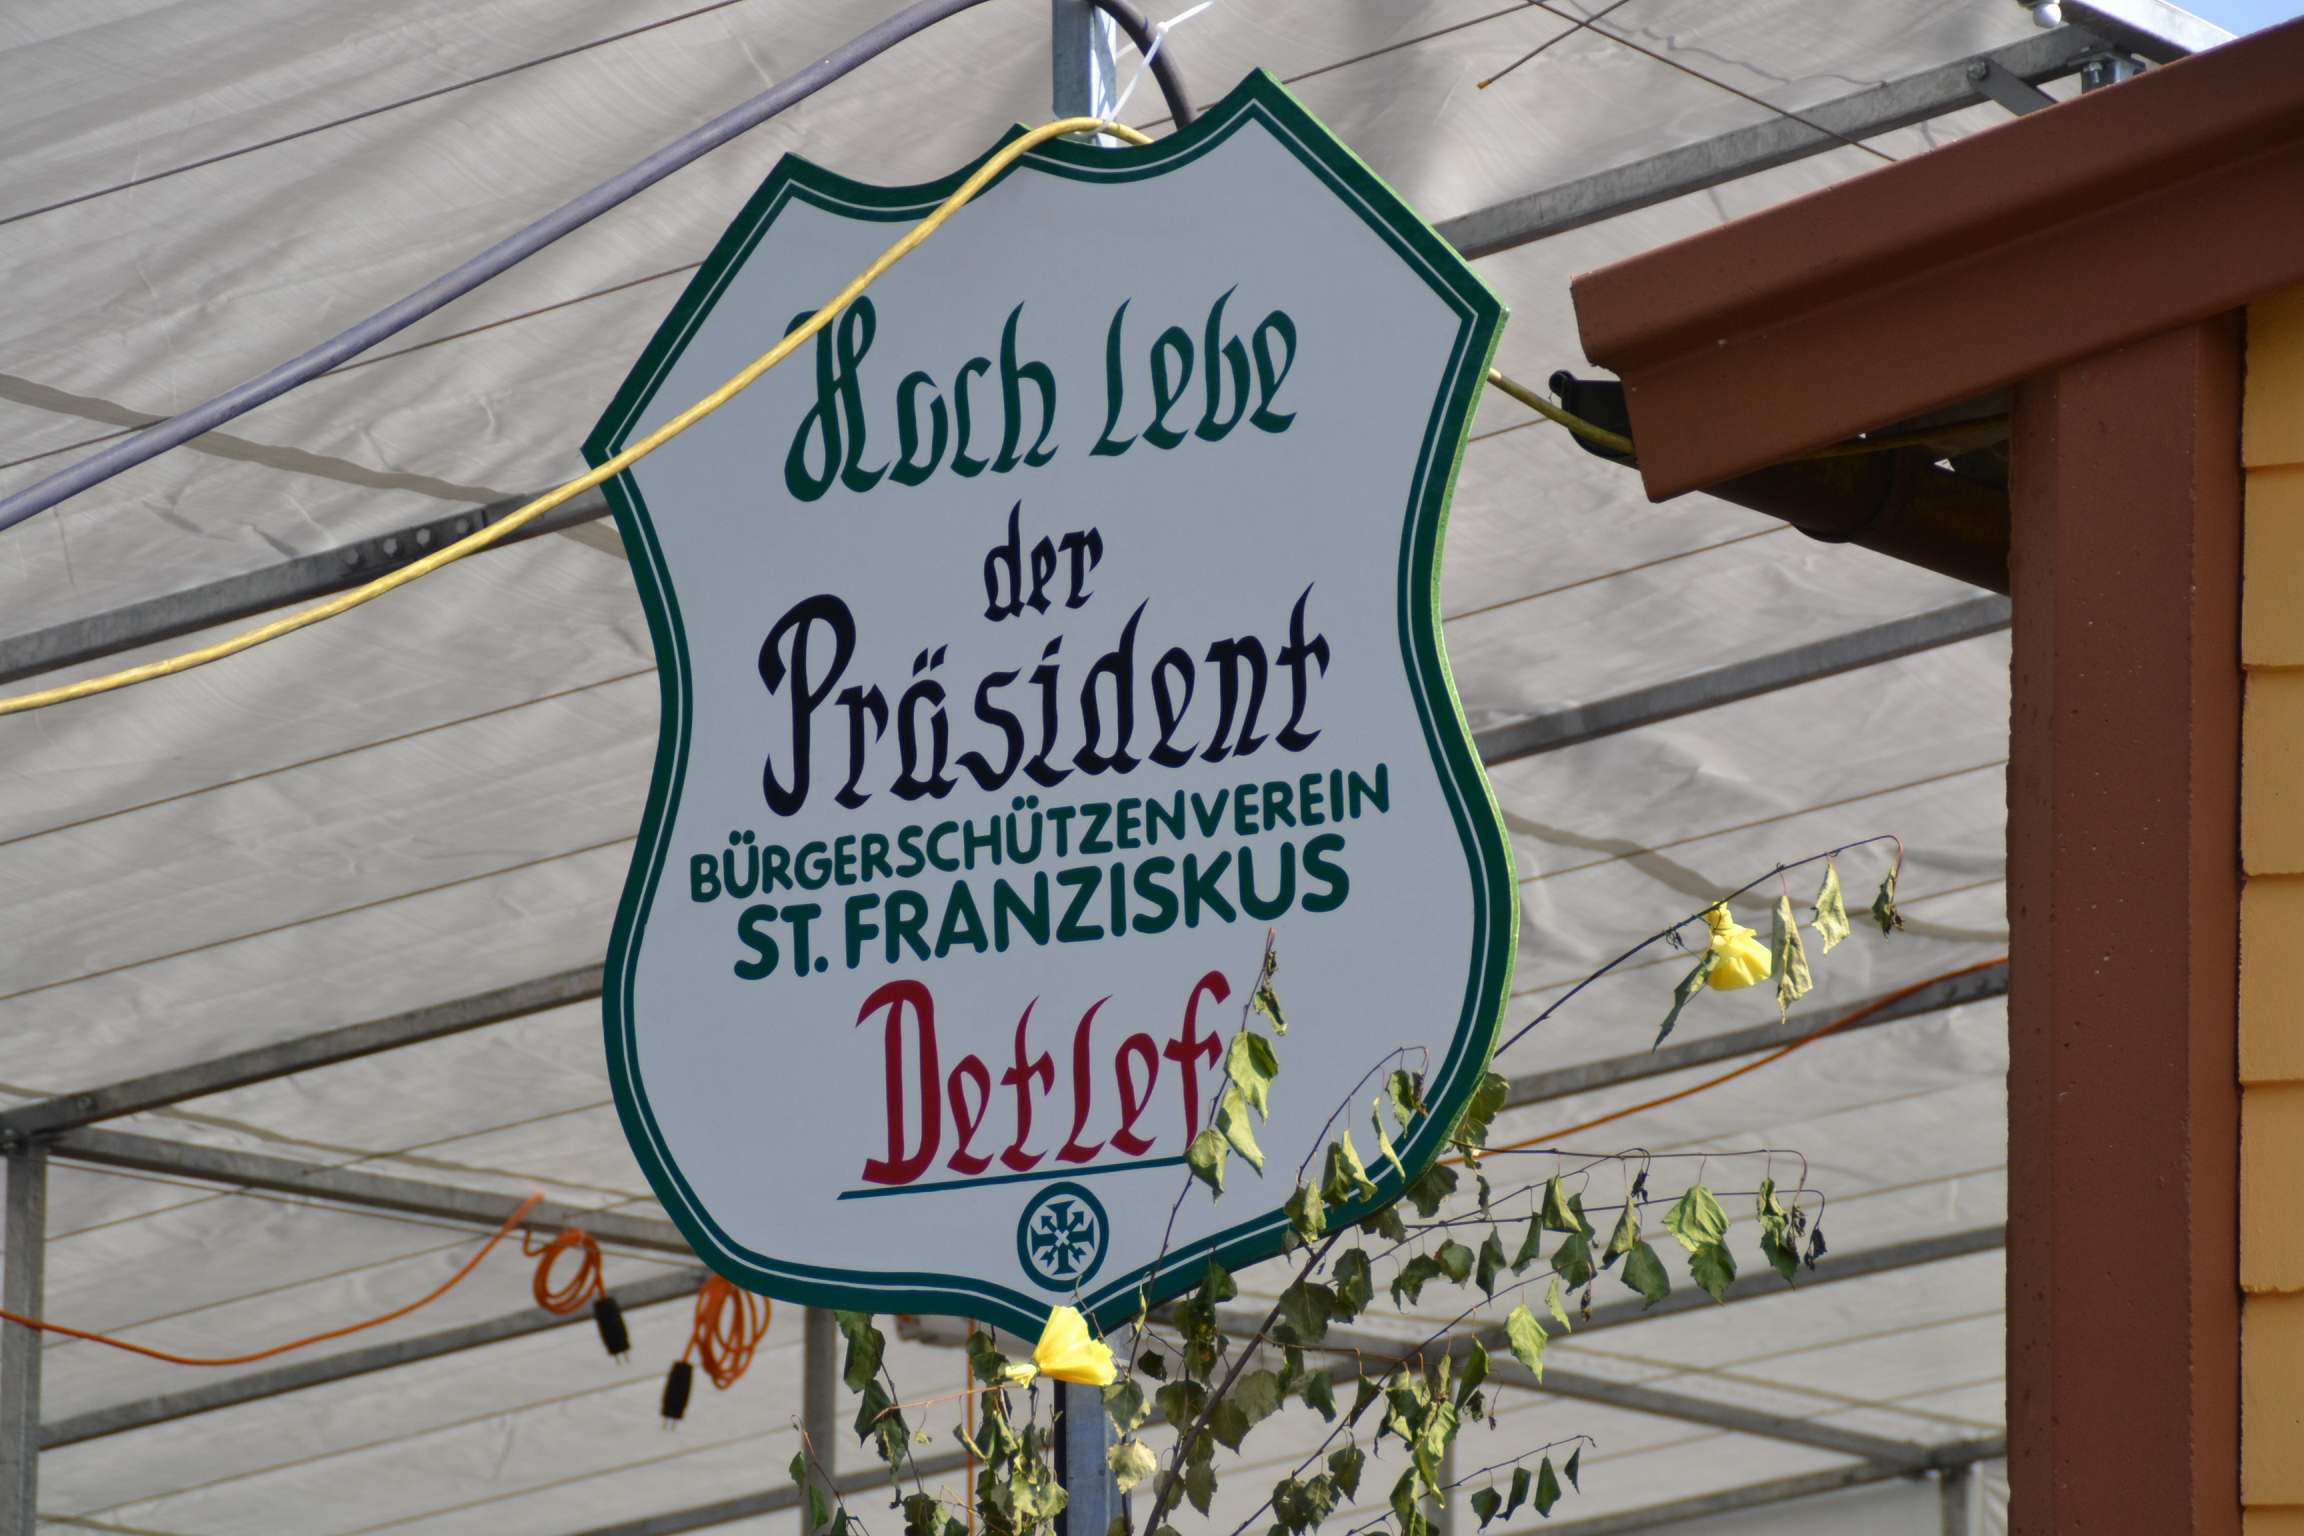 Hoch lebe
der
Präsident
BÜRGERSCHÜTZENVEREIN
ST. FRANZISKUS
Detlef